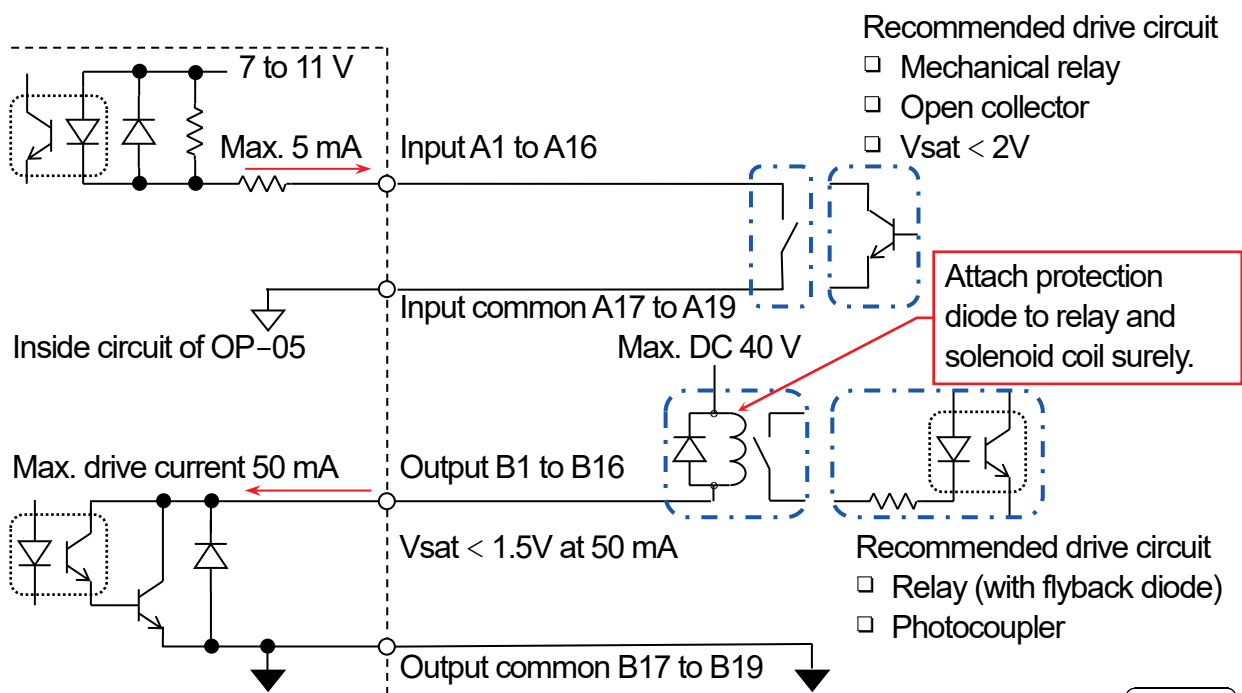 Recommended drive circuit
❏ Mechanical relay
❏ Open collector
❏ Vsat < 2V
7 to 11 V
Max. 5 mA
Input A1 to A16
Input common A17 to A19
Inside circuit of OP−05
Attach protection
diode to relay and
solenoid coil surely.
Max. DC 40 V
Max. drive current 50 mA
Output B1 to B16
Vsat < 1.5V at 50 mA
Output common B17 to B19
Recommended drive circuit
❏ Relay (with flyback diode)
❏ Photocoupler